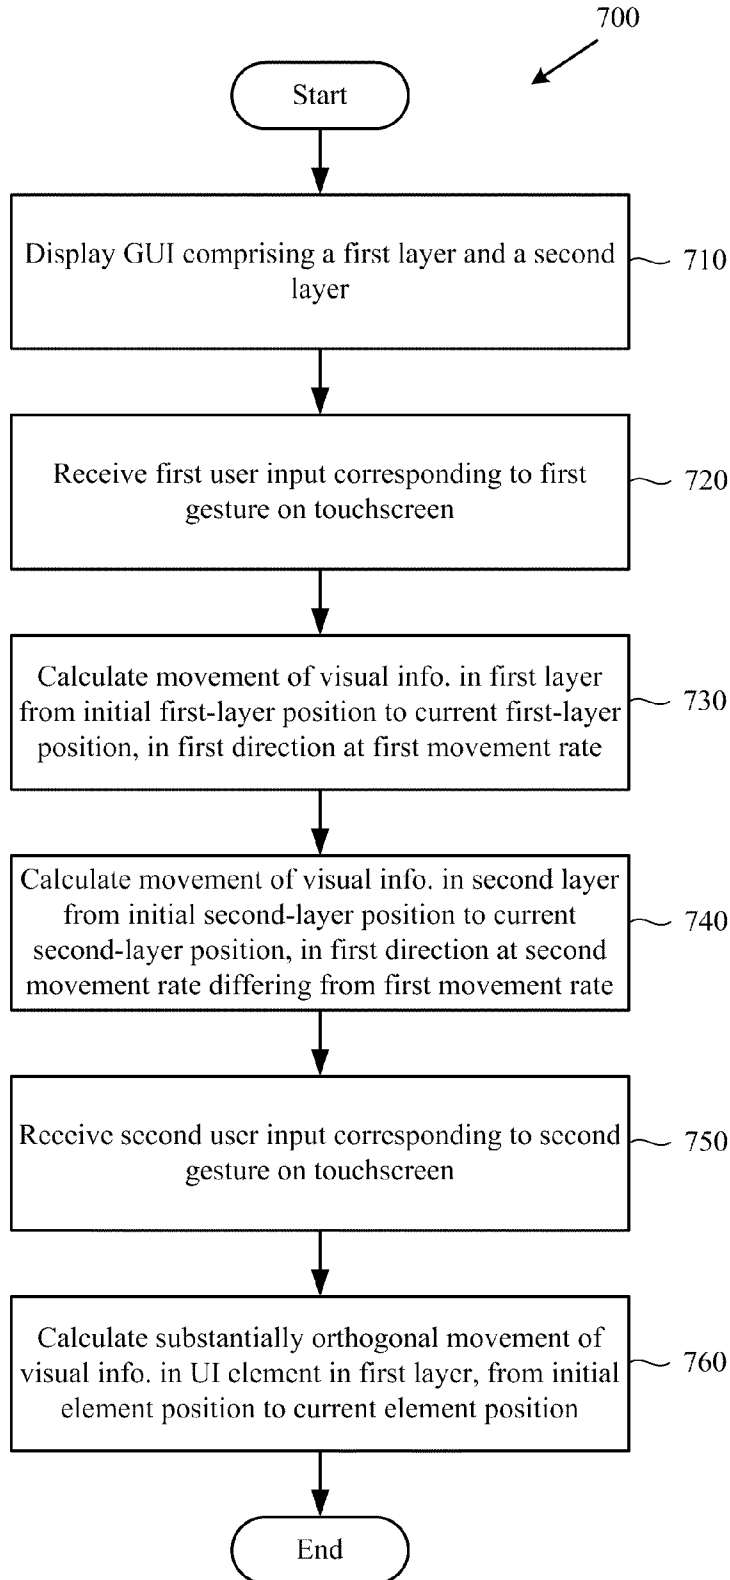 700
Start
Display GUI comprising a first layer and a second
layer
710
Receive first user input corresponding to first
gesture on touchscreen
720
Calculate movement of visual info. in first layer
from initial first-layer position to current first-layer
position, in first direction at first movement rate
730
Calculate movement of visual info. in second layer
from initial second-layer position to current
second-layer position, in first direction at second
movement rate differing from first movement rate
740
Receive second user input corresponding to second
gesture on touchscreen
750
Calculate substantially orthogonal movement of
visual info. in UI element in first layer, from initial
element position to current element position
760
End